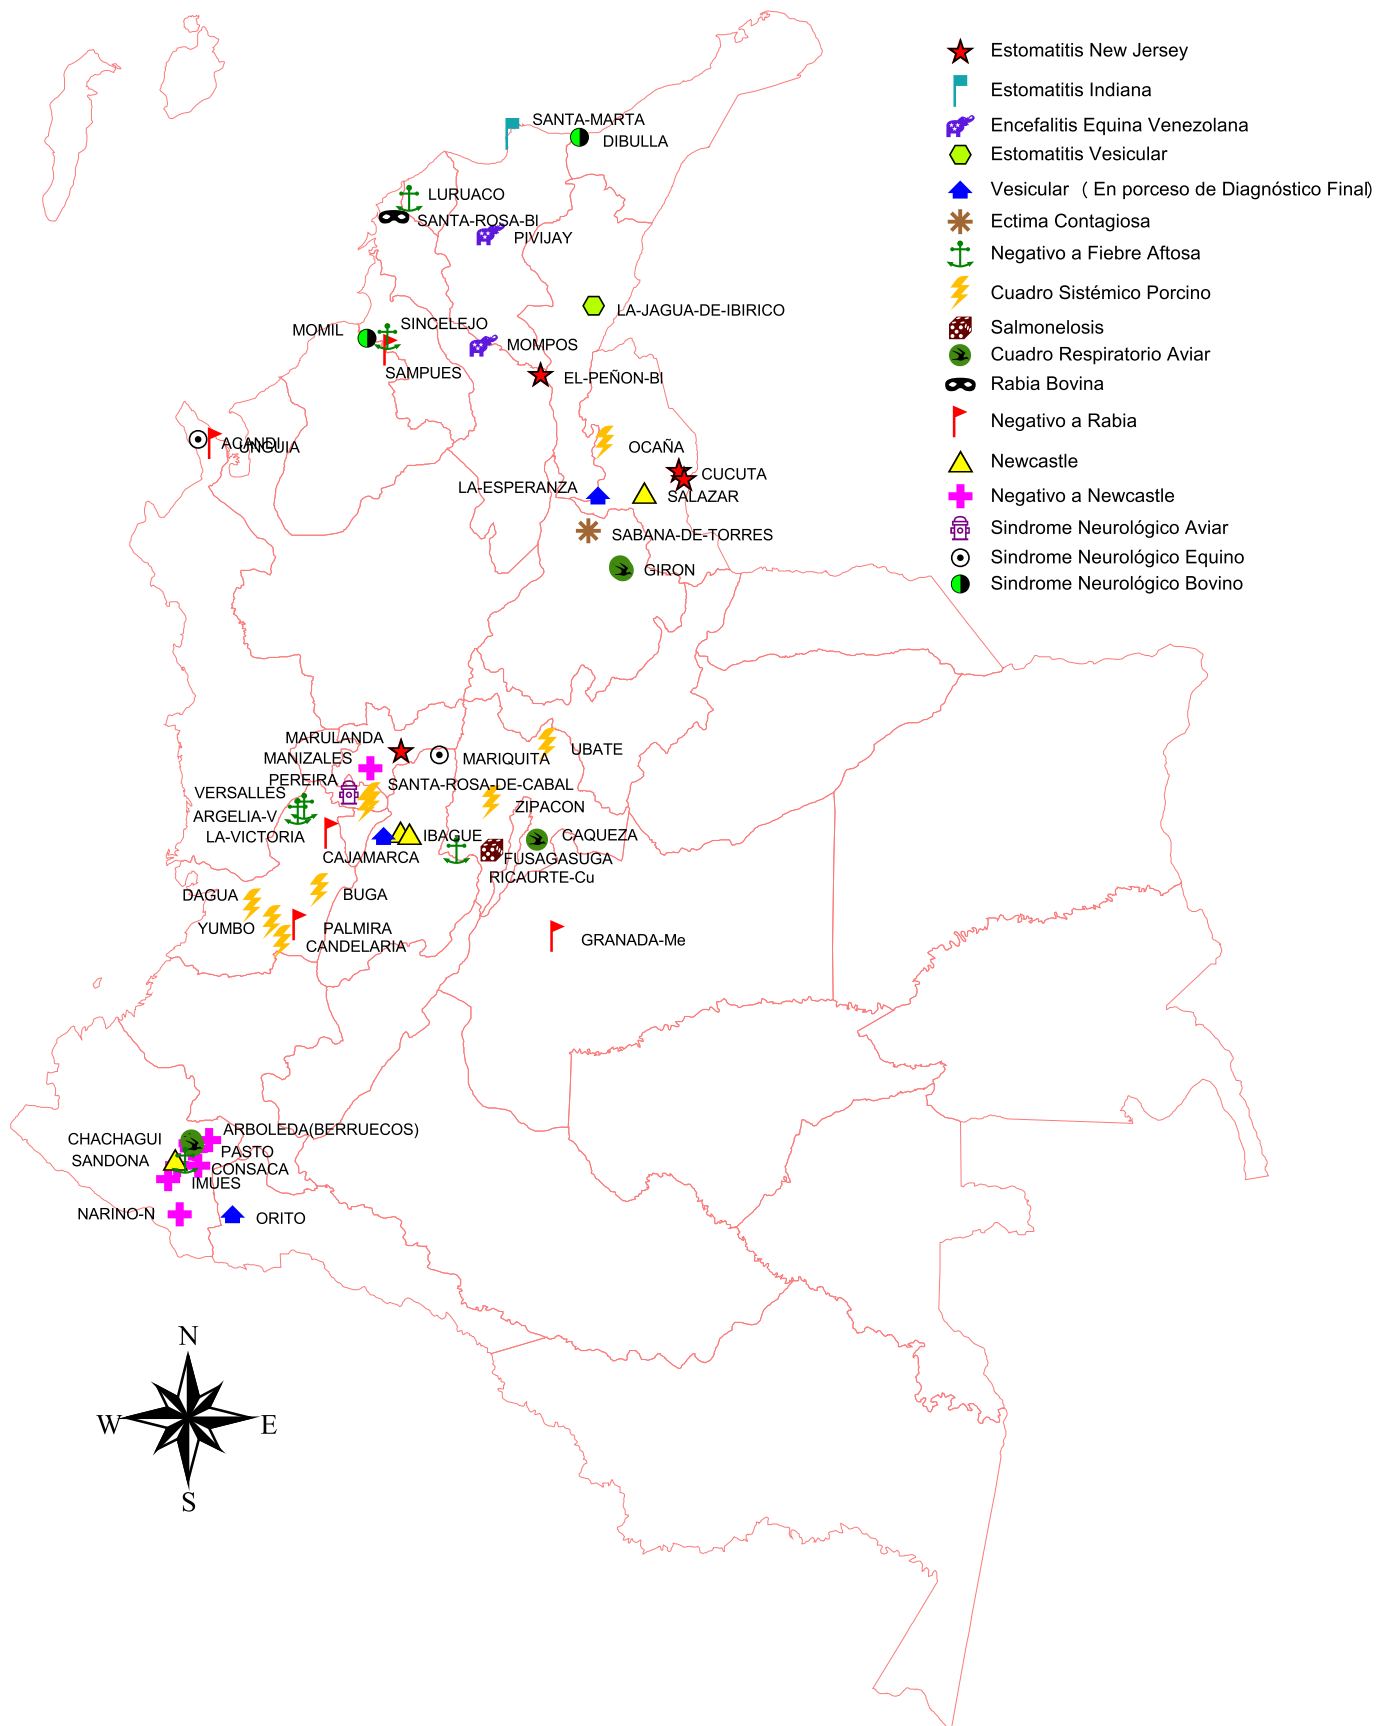 Estomatitis New Jersey
Estomatitis Indiana
Encefalitis Equina Venezolana
Estomatitis Vesicular
Vesicular ( En porceso de Diagnóstico Final)
Ectima Contagiosa
Negativo a Fiebre Aftosa
Cuadro Sistémico Porcino
Salmonelosis
Cuadro Respiratorio Aviar
Rabia Bovina
Negativo a Rabia
Newcastle
Negativo a Newcastle
Sindrome Neurológico Aviar
Sindrome Neurológico Equino
Sindrome Neurológico Bovino
SANTA-MARTA
DIBULLA
LURUACO
SANTA-ROSA-Bl
PIVIJAY
LA-JAGUA-DE-IBIRICO
MOMIL
SINCELEJO
MOMPOS
SAMPUES
EL-PEÑON-Bl
ACANDI
UNGUIA
OCAÑA
CUCUTA
LA-ESPERANZA
SALAZAR
SABANA-DE-TORRES
GIRON
MARULANDA
MANIZALES
MARIQUITA
UBATE
PEREIRA
SANTA-ROSA-DE-CABAL
VERSALLES
ZIPACON
ARGELIA-V
LA-VICTORIA
IBAGUE
CAQUEZA
CAJAMARCA
FUSAGASUGA
RICAURTE-Cu
DAGUA
BUGA
YUMBO
PALMIRA
CANDELARIA
GRANADA-Me
ARBOLEDA(BERRUECOS)
CHACHAGUI
PASTO
SANDONA
CONSACA
IMUES
NARINO-N
ORITO
N
W
E
S